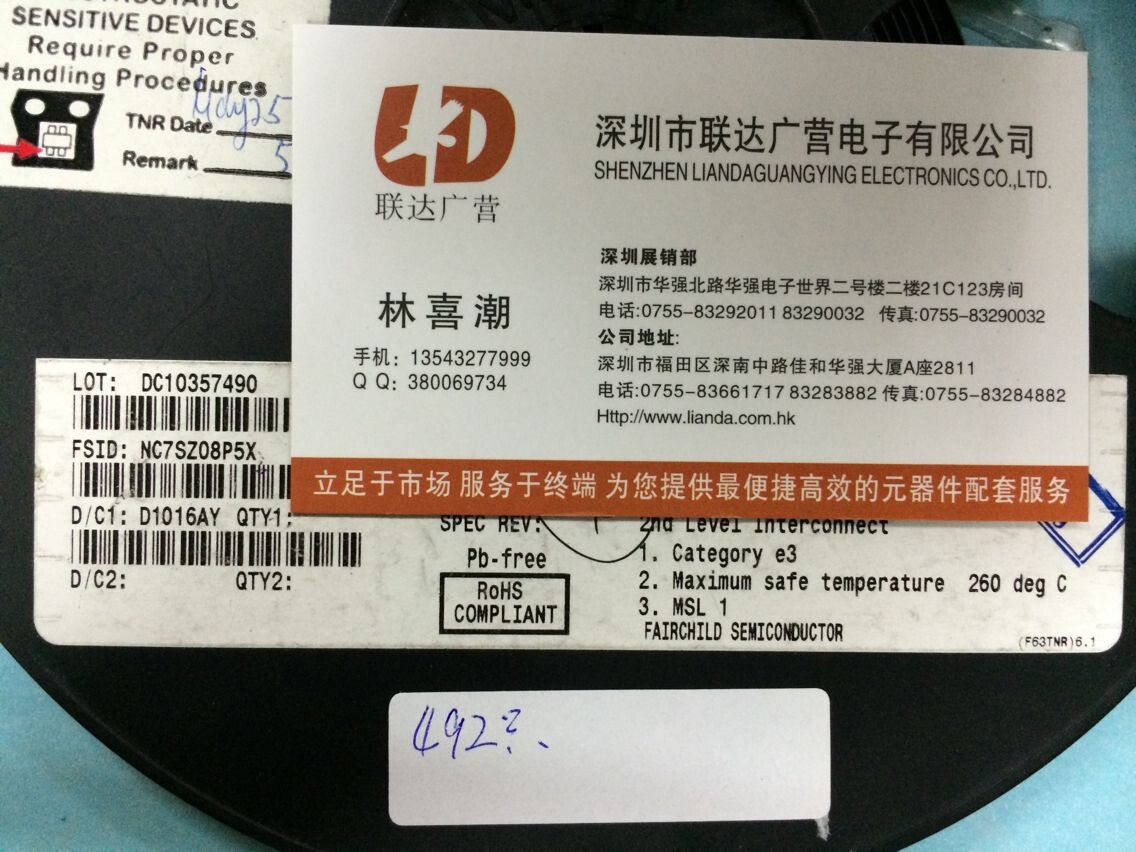 SENSITIVE DEVICES
Require Proper
Handling Procedures
TNR Date
Remark 5
LD
联达广营
深圳市联达广营电子有限公司
SHENZHEN LIANDAGUANGYING ELECTRONICS CO.,LTD.
林喜潮
手机：13543277999
QQ：380069734
深圳展销部
深圳市华强北路华强电子世界二号楼二楼21C123房间
电话:0755-83292011 83290032 传真:0755-83290032
公司地址:
深圳市福田区深南中路佳和华强大厦A座2811
电话:0755-83661717 83283882 传真:0755-83284882
Http://www.lianda.com.hk
立足于市场 服务于终端 为您提供最便捷高效的元器件配套服务
LOT: DC10357490
FSID: NC7SZ08P5X
D/C1: D1016AY QTY1:
D/C2: QTY2:
SPEC REV:
Pb-free
RoHS
COMPLIANT
2nd Level Interconnect
1. Category e3
2. Maximum safe temperature 260 deg C
3. MSL 1
FAIRCHILD SEMICONDUCTOR
(F63TNR)6.1